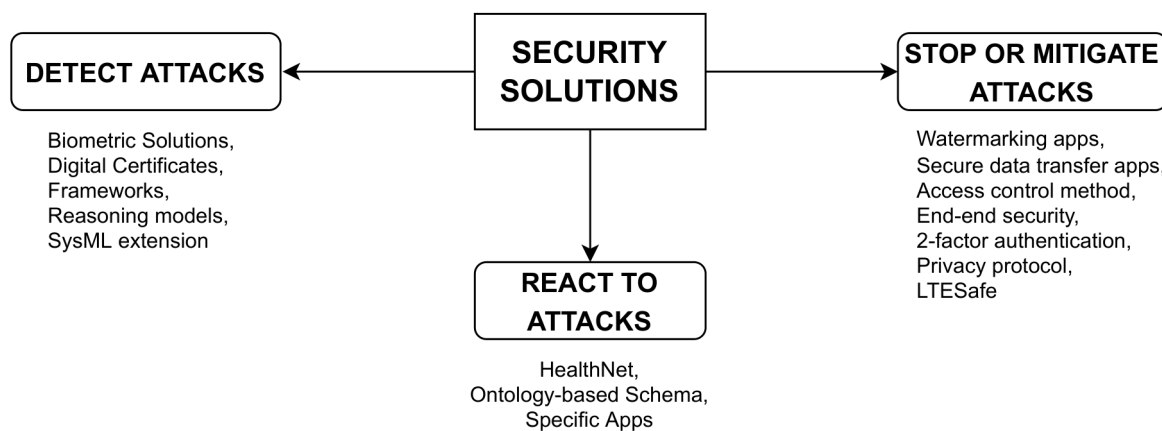 SECURITY
SOLUTIONS
DETECT ATTACKS
Biometric Solutions,
Digital Certificates,
Frameworks,
Reasoning models,
SysML extension
REACT TO
ATTACKS
HealthNet,
Ontology-based Schema,
Specific Apps
STOP OR MITIGATE
ATTACKS
Watermarking apps,
Secure data transfer apps,
Access control method,
End-end security,
2-factor authentication,
Privacy protocol,
LTESafe